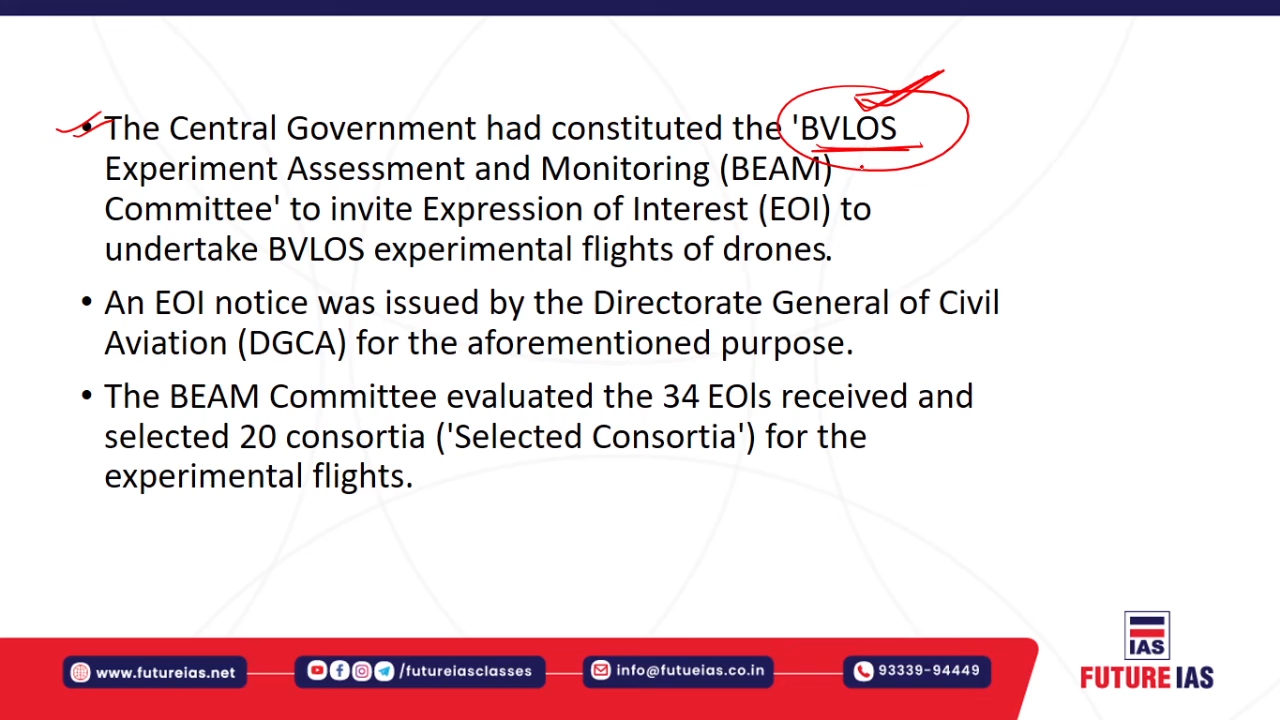 • The Central Government had constituted the 'BVLOS
Experiment Assessment and Monitoring (BEAM)
Committee' to invite Expression of Interest (EOI) to
undertake BVLOS experimental flights of drones.
• An EOI notice was issued by the Directorate General of Civil
Aviation (DGCA) for the aforementioned purpose.
• The BEAM Committee evaluated the 34 EOIs received and
selected 20 consortia ('Selected Consortia') for the
experimental flights.
IAS
FUTURE IAS
www.futureias.net
/futureiasclasses
info@futueias.co.in
93339-94449